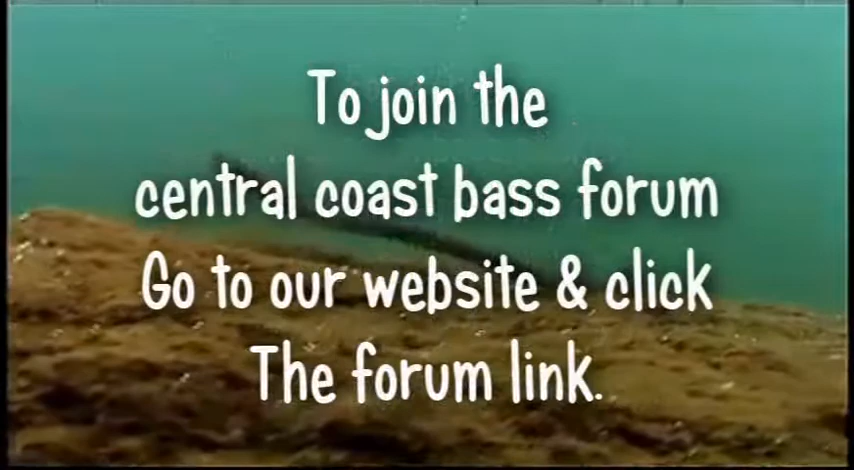 To join the
central coast bass forum
Go to our website & click
The forum link.